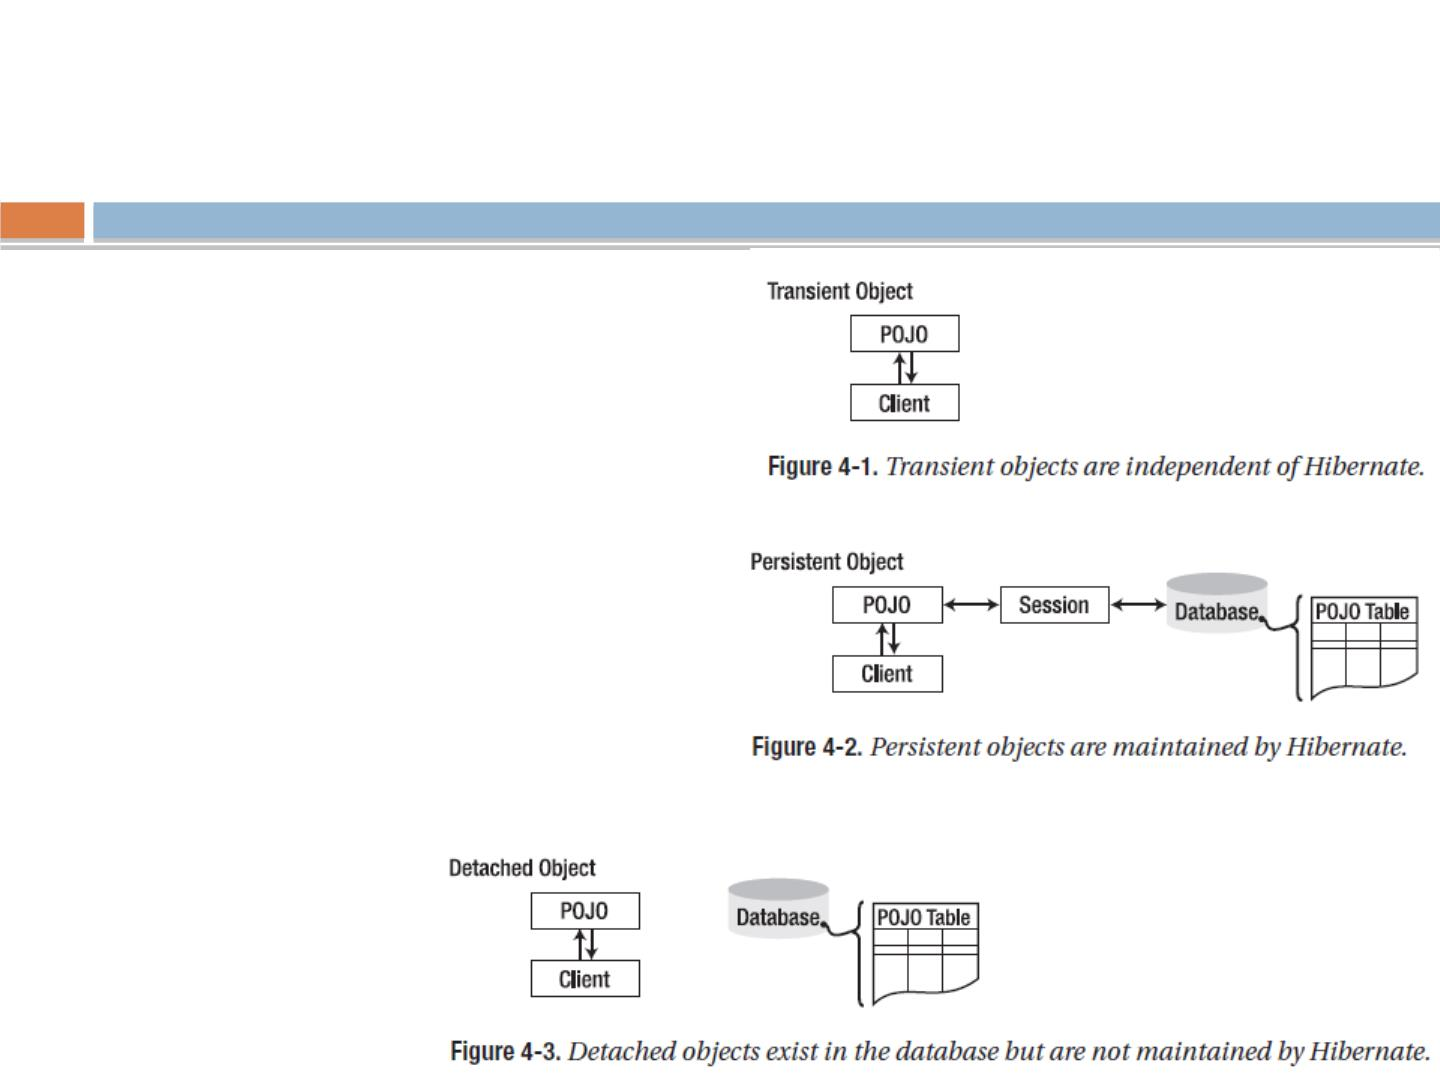 Transient Object
POJO
Client
Figure 4-1. Transient objects are independent of Hibernate.
Persistent Object
POJO
Session
Database
POJO Table
Client
Figure 4-2. Persistent objects are maintained by Hibernate.
Detached Object
POJO
Database
POJO Table
Client
Figure 4-3. Detached objects exist in the database but are not maintained by Hibernate.